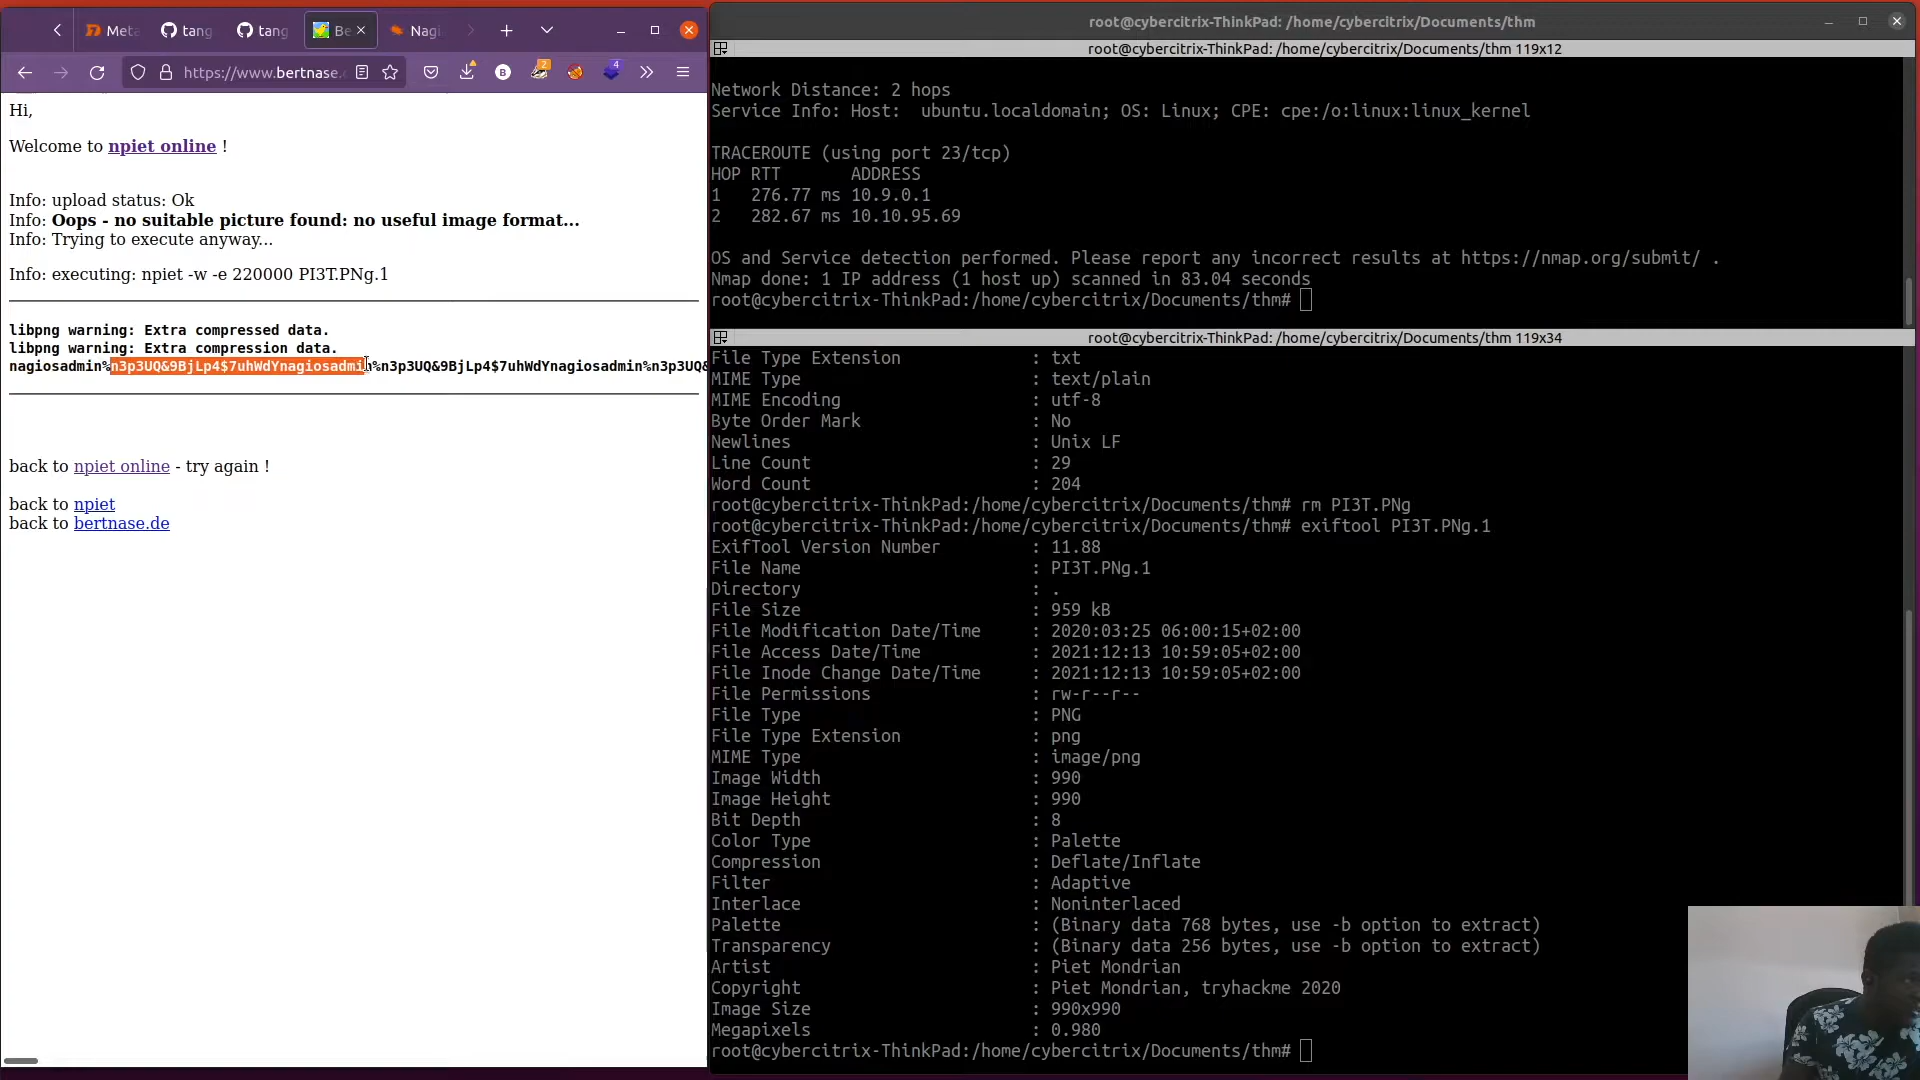 Meta
tang
tang
Be
Nagi
https://www.bertnase.
2
4
Hi,
Welcome to npiet online !
Info: upload status: Ok
Info: Oops - no suitable picture found: no useful image format...
Info: Trying to execute anyway...
Info: executing: npiet -w -e 220000 PI3T.PNg.1
libpng warning: Extra compressed data.
libpng warning: Extra compression data.
nagiosadmin%n3p3UQ&9BjLp4$7uhWdYnagiosadmin%n3p3UQ&9BjLp4$7uhWdYnagiosadmin%n3p3UQ&
back to npiet online - try again !
back to npiet
back to bertnase.de
root@cybercitrix-ThinkPad: /home/cybercitrix/Documents/thm
root@cybercitrix-ThinkPad: /home/cybercitrix/Documents/thm 119x12
Network Distance: 2 hops
Service Info: Host:  ubuntu.localdomain; OS: Linux; CPE: cpe:/o:linux:linux_kernel
TRACEROUTE (using port 23/tcp)
HOP RTT       ADDRESS
1   276.77 ms 10.9.0.1
2   282.67 ms 10.10.95.69
OS and Service detection performed. Please report any incorrect results at https://nmap.org/submit/ .
Nmap done: 1 IP address (1 host up) scanned in 83.04 seconds
root@cybercitrix-ThinkPad:/home/cybercitrix/Documents/thm#
root@cybercitrix-ThinkPad: /home/cybercitrix/Documents/thm 119x34
File Type Extension             : txt
MIME Type                       : text/plain
MIME Encoding                   : utf-8
Byte Order Mark                 : No
Newlines                        : Unix LF
Line Count                      : 29
Word Count                      : 204
root@cybercitrix-ThinkPad:/home/cybercitrix/Documents/thm# rm PI3T.PNg
root@cybercitrix-ThinkPad:/home/cybercitrix/Documents/thm# exiftool PI3T.PNg.1
ExifTool Version Number         : 11.88
File Name                       : PI3T.PNg.1
Directory                       : .
File Size                       : 959 kB
File Modification Date/Time     : 2020:03:25 06:00:15+02:00
File Access Date/Time           : 2021:12:13 10:59:05+02:00
File Inode Change Date/Time     : 2021:12:13 10:59:05+02:00
File Permissions                : rw-r--r--
File Type                       : PNG
File Type Extension             : png
MIME Type                       : image/png
Image Width                     : 990
Image Height                    : 990
Bit Depth                       : 8
Color Type                      : Palette
Compression                     : Deflate/Inflate
Filter                          : Adaptive
Interlace                       : Noninterlaced
Palette                         : (Binary data 768 bytes, use -b option to extract)
Transparency                    : (Binary data 256 bytes, use -b option to extract)
Artist                          : Piet Mondrian
Copyright                       : Piet Mondrian, tryhackme 2020
Image Size                      : 990x990
Megapixels                      : 0.980
root@cybercitrix-ThinkPad:/home/cybercitrix/Documents/thm#